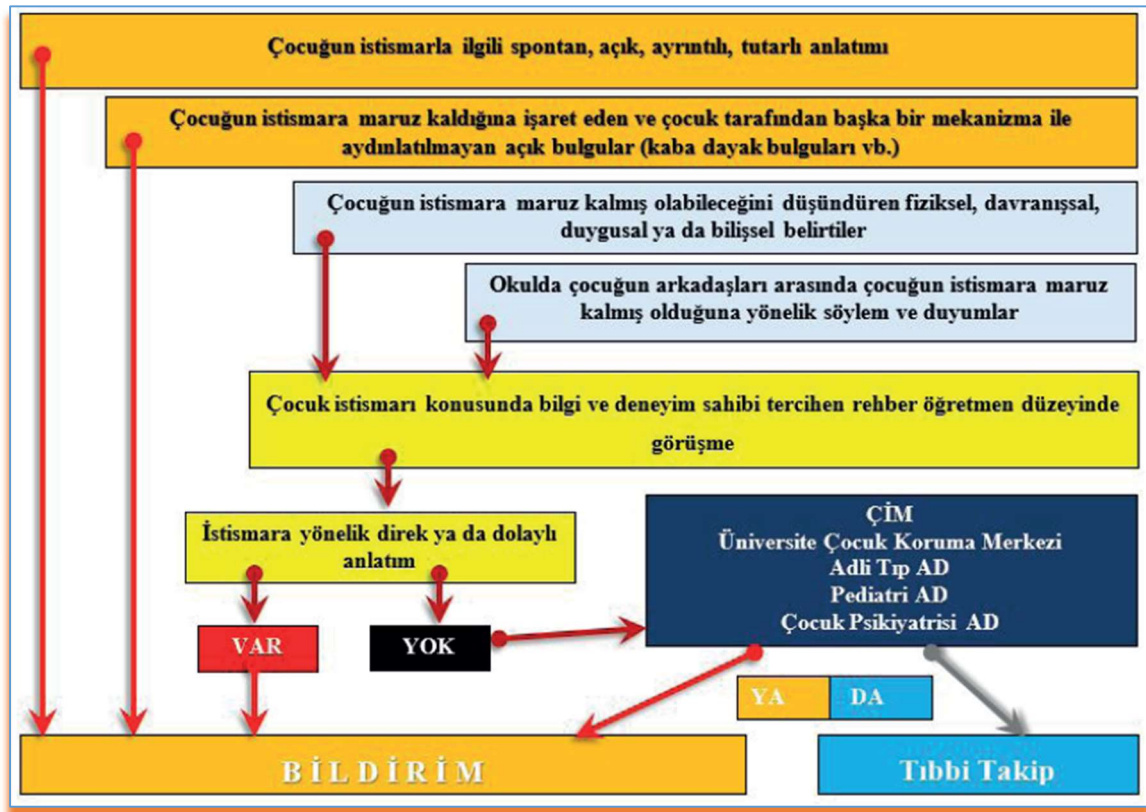 Çocuğun istismarla ilgili spontan, açık, ayrıntılı, tutarlı anlatımı
Çocuğun istismara maruz kaldığına işaret eden ve çocuk tarafından başka bir mekanizma ile
aydınlatılmayan açık bulgular (kaba dayak bulguları vb.)
Çocuğun istismara maruz kalmış olabileceğini düşündüren fiziksel, davranışsal,
duygusal ya da bilişsel belirtiler
Okulda çocuğun arkadaşları arasında çocuğun istismara maruz
kalmış olduğuna yönelik söylem ve duyumlar
Çocuk istismarı konusunda bilgi ve deneyim sahibi tercihen rehber öğretmen düzeyinde
görüşme
İstismara yönelik direk ya da dolaylı
anlatım
VAR
YOK
ÇİM
Üniversite Çocuk Koruma Merkezi
Adli Tıp AD
Pediatri AD
Çocuk Psikiyatrisi AD
YA DA
BİLDİRİM
Tıbbi Takip